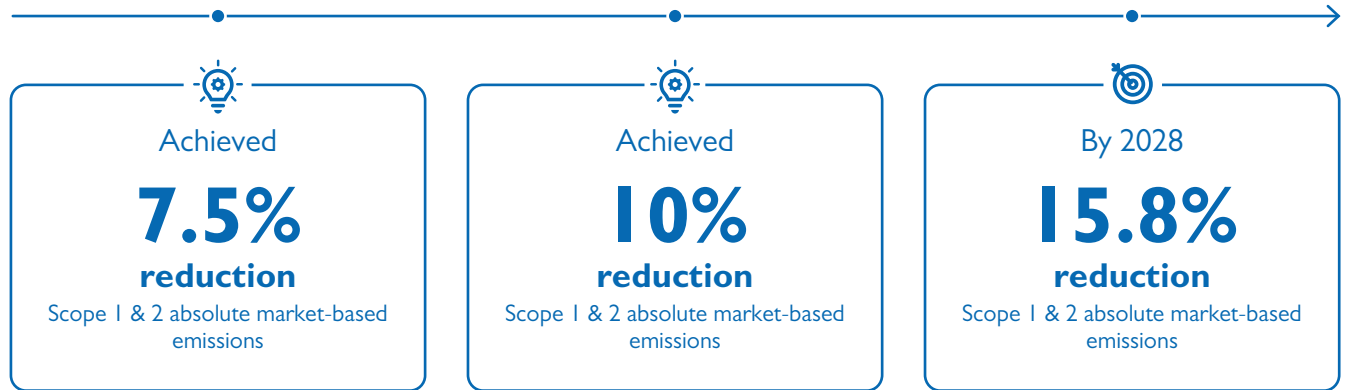 Achieved
7.5%
reduction
Scope 1 & 2 absolute market-based
emissions
Achieved
10%
reduction
Scope 1 & 2 absolute market-based
emissions
By 2028
15.8%
reduction
Scope 1 & 2 absolute market-based
emissions